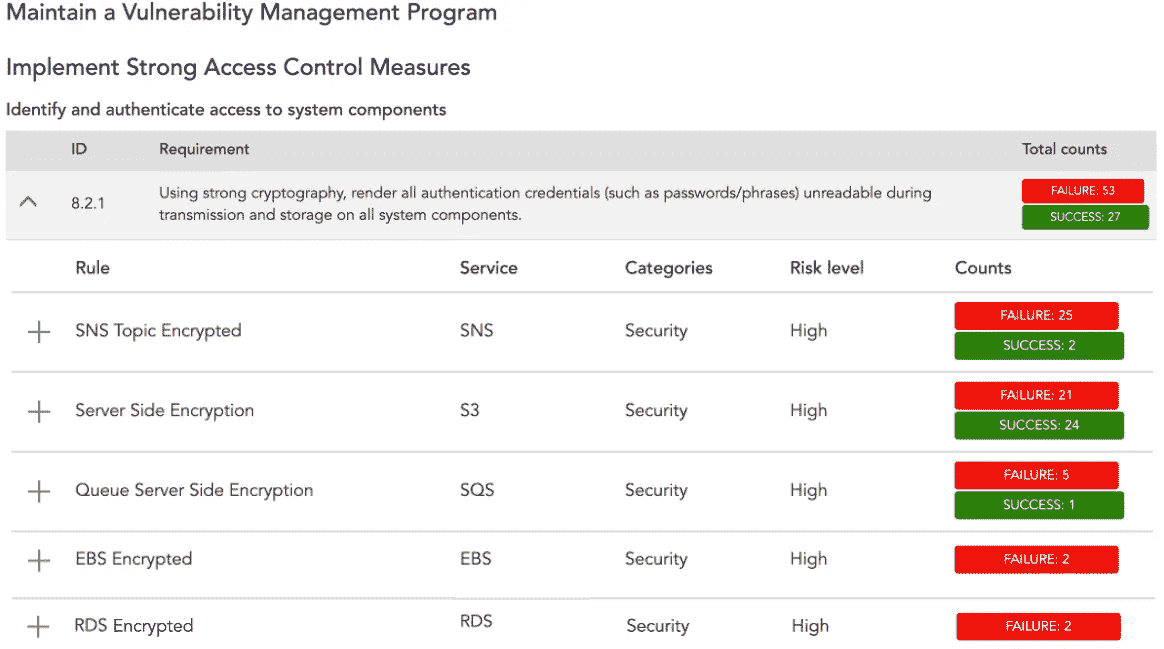 Maintain a Vulnerability Management Program
Implement Strong Access Control Measures
Identify and authenticate access to system components
ID Requirement Total counts
8.2.1 Using strong cryptography, render all authentication credentials (such as passwords/phrases) unreadable during
transmission and storage on all system components.
FAILURE: 53
SUCCESS: 27
Rule Service Categories Risk level Counts
SNS Topic Encrypted SNS Security High FAILURE: 25
SUCCESS: 2
Server Side Encryption S3 Security High FAILURE: 21
SUCCESS: 24
Queue Server Side Encryption SQS Security High FAILURE: 5
SUCCESS: 1
EBS Encrypted EBS Security High FAILURE: 2
RDS Encrypted RDS Security High FAILURE: 2